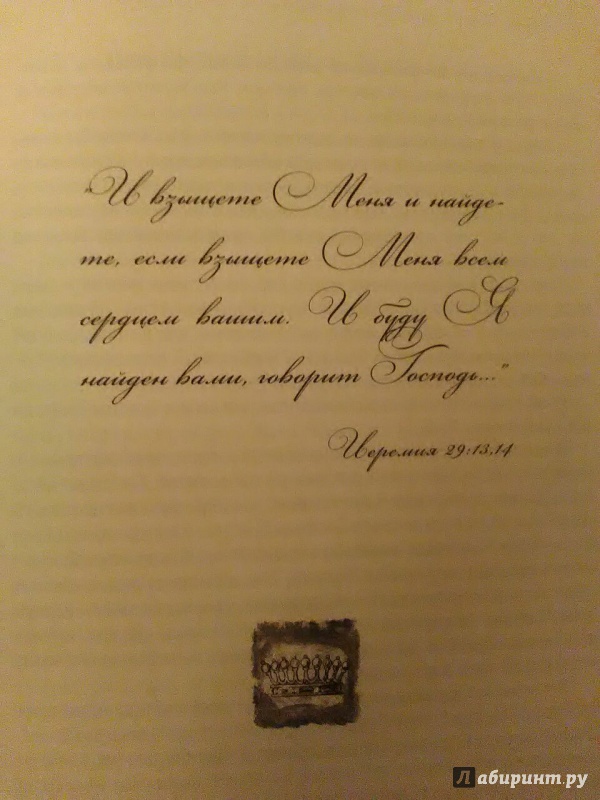 "И взыщете Меня и найде-
те, если взыщете Меня всем
сердцем вашим. И буду Я
найден вами, говорит Господь..."
Иеремия 29:13,14
Лабиринт.ру